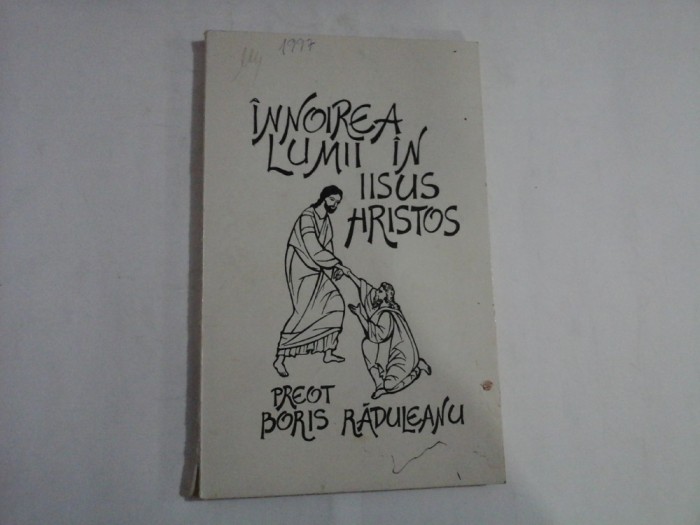 1997
ÎNNOIREA
LUMII ÎN
IISUS
HRISTOS
PREOT
BORIS RĂDULEANU